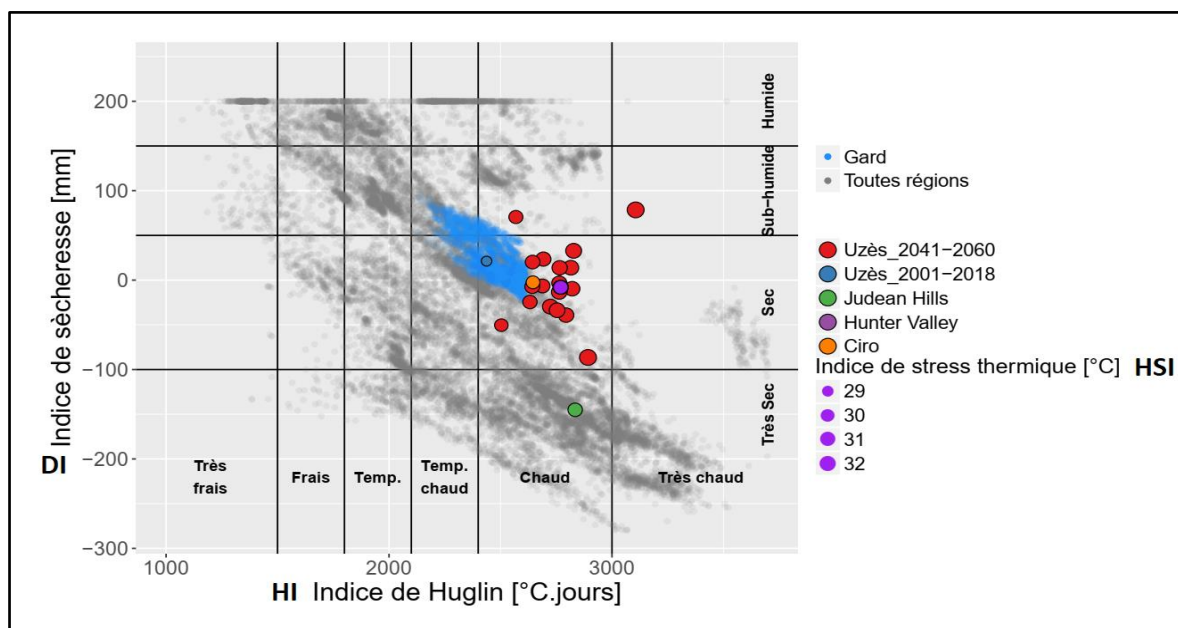 200
100
0
−100
−200
−300
DI Indice de sècheresse [mm]
Humide
Sub−humide
Sec
Très Sec
Très
frais
Frais
Temp.
Temp.
chaud
Chaud
Très chaud
1000
2000
3000
HI Indice de Huglin [°C.jours]
Gard
Toutes régions
Uzès_2041−2060
Uzès_2001−2018
Judean Hills
Hunter Valley
Ciro
Indice de stress thermique [°C] HSI
29
30
31
32